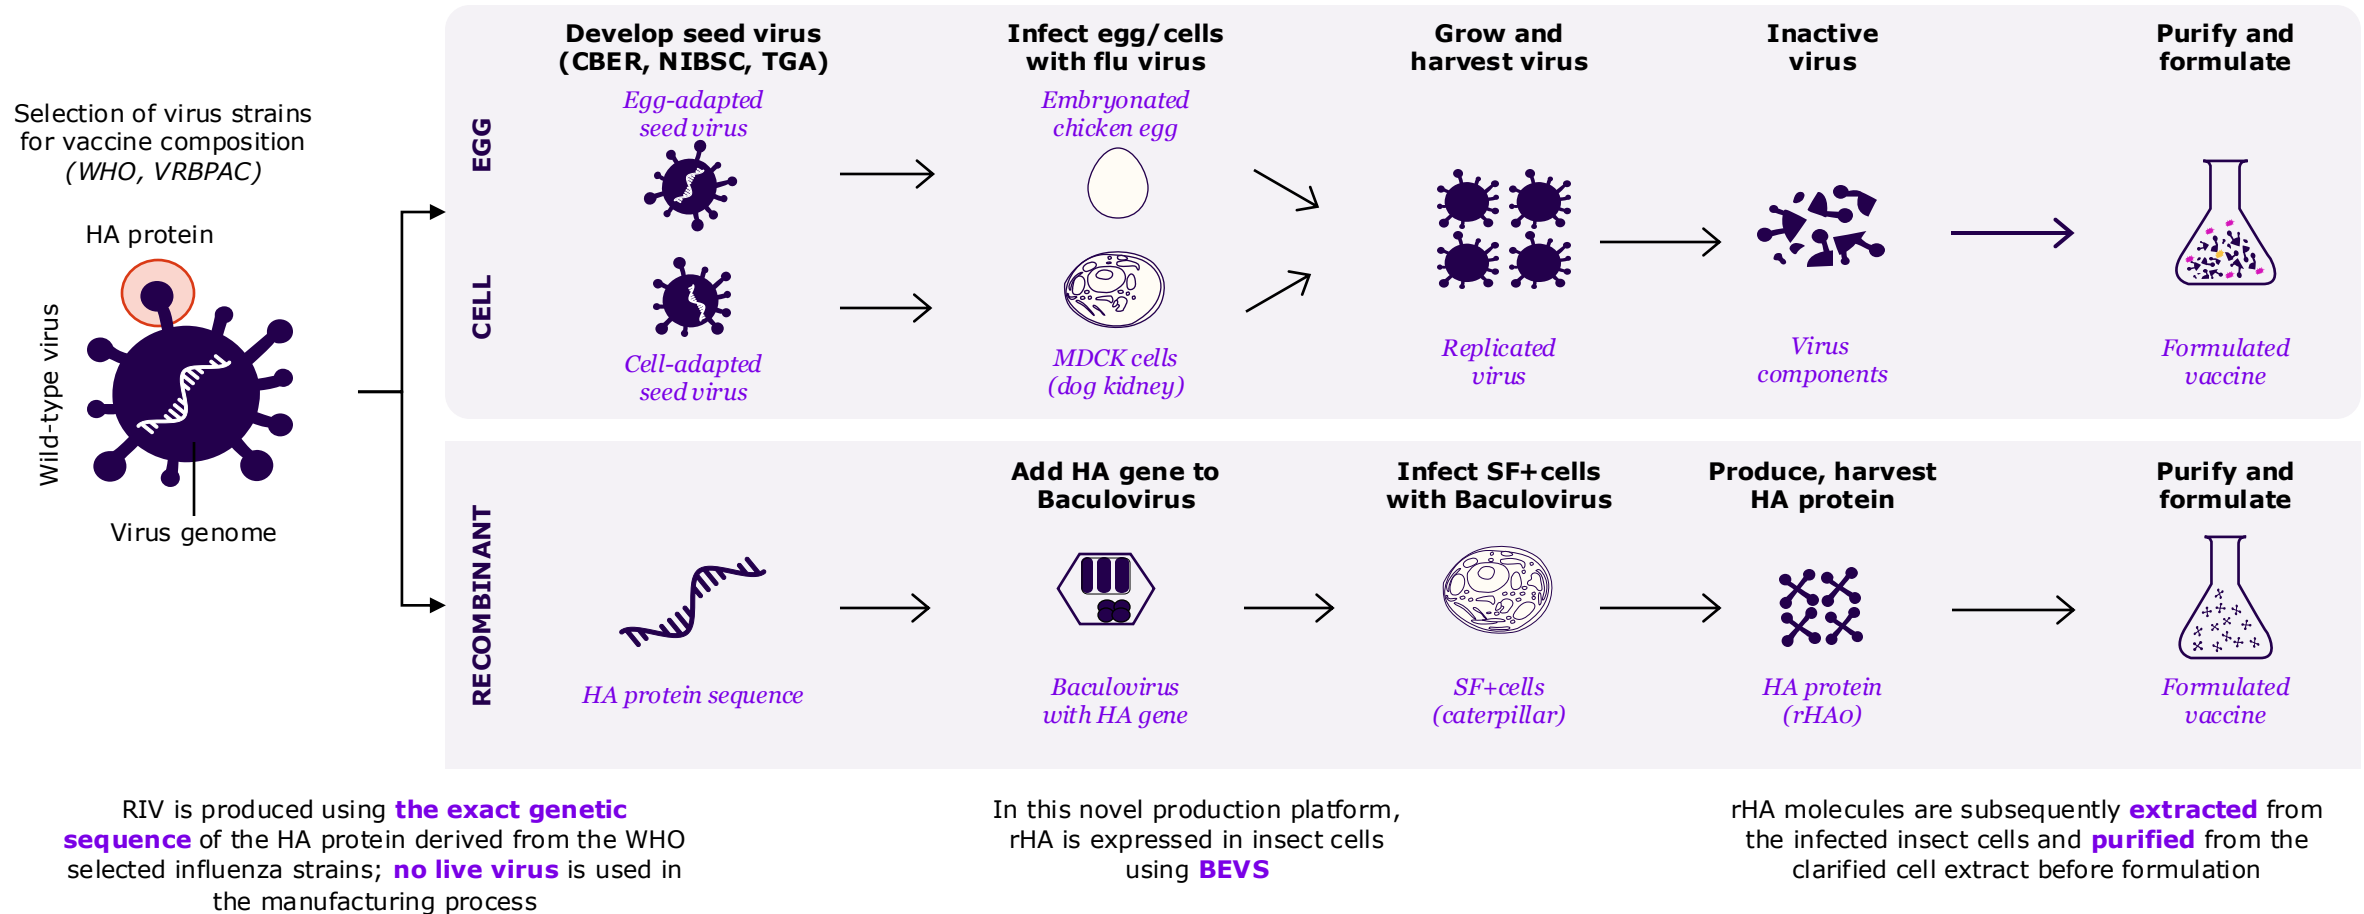 Selection of virus strains
for vaccine composition
(WHO, VRBPAC)
HA protein
Wild-type virus
Virus genome
EGG
CELL
Develop seed virus
(CBER, NIBSC, TGA)
Egg-adapted
seed virus
Cell-adapted
seed virus
Infect egg/cells
with flu virus
Embryonated
chicken egg
MDCK cells
(dog kidney)
Grow and
harvest virus
Replicated
virus
Inactive
virus
Virus
components
Purify and
formulate
Formulated
vaccine
RECOMBINANT
HA protein sequence
Add HA gene to
Baculovirus
Baculovirus
with HA gene
Infect SF+cells
with Baculovirus
SF+cells
(caterpillar)
Produce, harvest
HA protein
HA protein
(rHA0)
Purify and
formulate
Formulated
vaccine
RIV is produced using the exact genetic
sequence of the HA protein derived from the WHO
selected influenza strains; no live virus is used in
the manufacturing process
In this novel production platform,
rHA is expressed in insect cells
using BEVS
rHA molecules are subsequently extracted from
the infected insect cells and purified from the
clarified cell extract before formulation